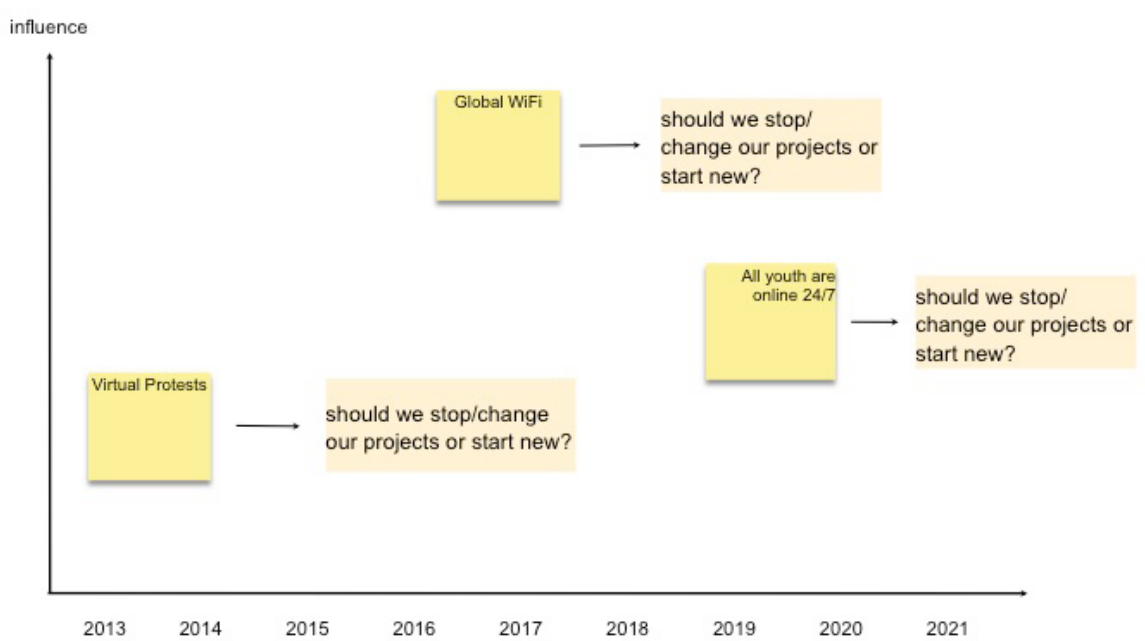 influence
Global WiFi
should we stop/
change our projects or
start new?
All youth are
online 24/7
should we stop/
change our projects or
start new?
Virtual Protests
should we stop/change
our projects or start new?
2013 2014 2015 2016 2017 2018 2019 2020 2021